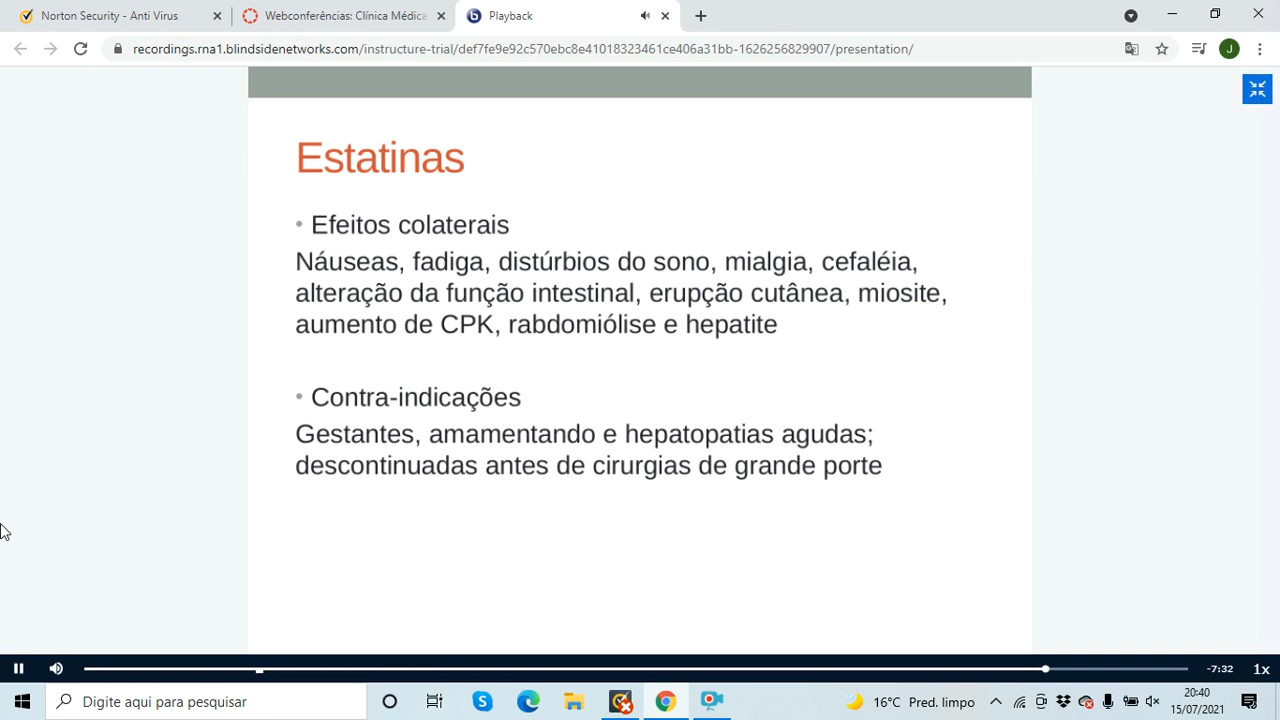 Norton Security - Anti Virus
Webconferências: Clínica Médica
Playback
recordings.rna1.blindsidenetworks.com/instructure-trial/def7fe9e92c570ebc8e41018323461ce406a31bb-1626256829907/presentation/
J
Estatinas
• Efeitos colaterais
Náuseas, fadiga, distúrbios do sono, mialgia, cefaléia,
alteração da função intestinal, erupção cutânea, miosite,
aumento de CPK, rabdomiólise e hepatite
• Contra-indicações
Gestantes, amamentando e hepatopatias agudas;
descontinuadas antes de cirurgias de grande porte
-7:32 1x
Digite aqui para pesquisar
16°C Pred. limpo
20:40
15/07/2021